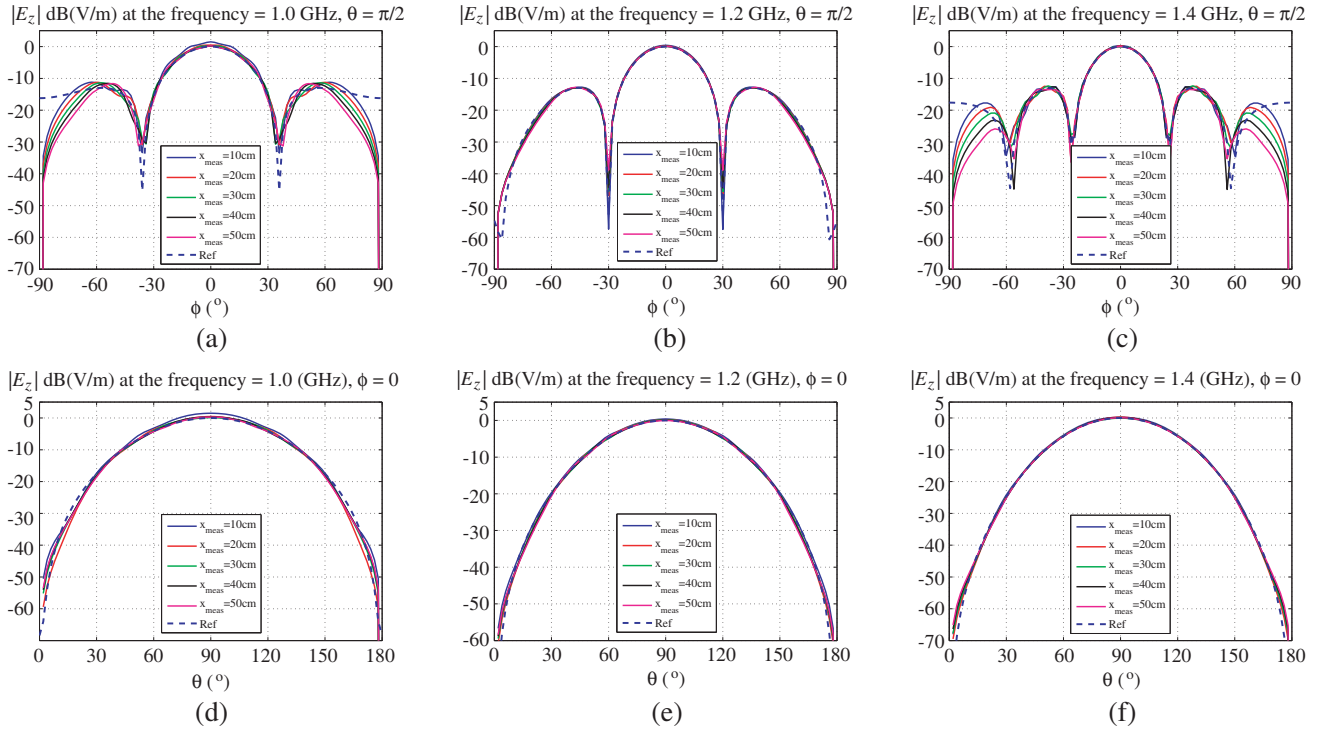 |E_z| dB(V/m) at the frequency = 1.0 GHz, θ = π/2
0
-10
-20
-30
-40
-50
-60
-70
x_meas=10cm
x_meas=20cm
x_meas=30cm
x_meas=40cm
x_meas=50cm
Ref
-90 -60 -30 0 30 60 90
ϕ (°)
(a)
|E_z| dB(V/m) at the frequency = 1.2 GHz, θ = π/2
0
-10
-20
-30
-40
-50
-60
-70
x_meas=10cm
x_meas=20cm
x_meas=30cm
x_meas=40cm
x_meas=50cm
Ref
-90 -60 -30 0 30 60 90
ϕ (°)
(b)
|E_z| dB(V/m) at the frequency = 1.4 GHz, θ = π/2
0
-10
-20
-30
-40
-50
-60
-70
x_meas=10cm
x_meas=20cm
x_meas=30cm
x_meas=40cm
x_meas=50cm
Ref
-90 -60 -30 0 30 60 90
ϕ (°)
(c)
|E_z| dB(V/m) at the frequency = 1.0 (GHz), ϕ = 0
5
0
-10
-20
-30
-40
-50
-60
x_meas=10cm
x_meas=20cm
x_meas=30cm
x_meas=40cm
x_meas=50cm
Ref
0 30 60 90 120 150 180
θ (°)
(d)
|E_z| dB(V/m) at the frequency = 1.2 (GHz), ϕ = 0
5
0
-10
-20
-30
-40
-50
-60
x_meas=10cm
x_meas=20cm
x_meas=30cm
x_meas=40cm
x_meas=50cm
Ref
0 30 60 90 120 150 180
θ (°)
(e)
|E_z| dB(V/m) at the frequency = 1.4 (GHz), ϕ = 0
5
0
-10
-20
-30
-40
-50
-60
-70
x_meas=10cm
x_meas=20cm
x_meas=30cm
x_meas=40cm
x_meas=50cm
Ref
0 30 60 90 120 150 180
θ (°)
(f)